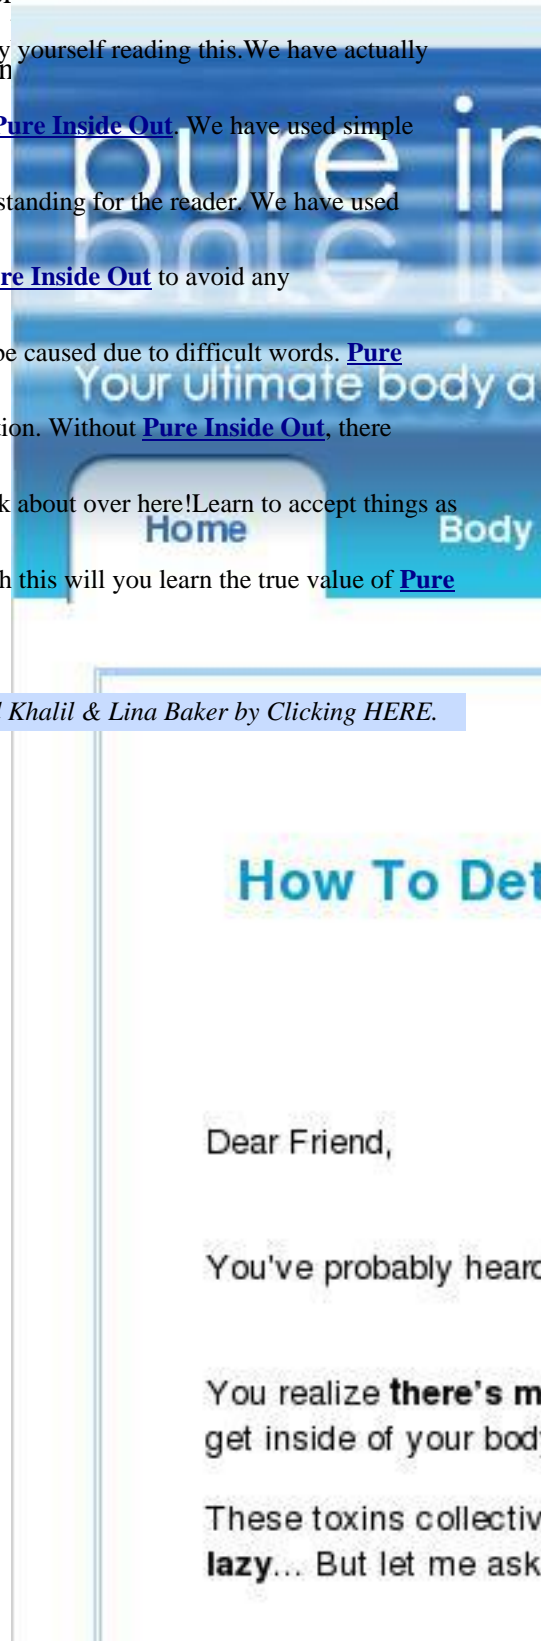 y yourself reading this.We have actually
Pure Inside Out. We have used simple
standing for the reader. We have used
re Inside Out to avoid any
be caused due to difficult words. Pure
tion. Without Pure Inside Out, there
k about over here!Learn to accept things as
h this will you learn the true value of Pure
l Khalil & Lina Baker by Clicking HERE.
pure in
Your ultimate body a
Home Body
How To Det
Dear Friend,
You've probably heard
You realize there's m
get inside of your body
These toxins collectiv
lazy... But let me ask